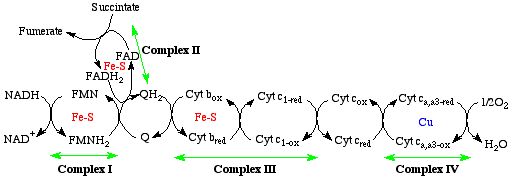 Succintate
Fumerate
FAD
Complex II
Fe-S
FADH2
NADH FMN QH2 Cyt box Cyt c1-red Cyt cox Cyt ca,a3-red 1/2O2
Fe-S Fe-S Cu
NAD+ FMNH2 Q Cyt bred Cyt c1-ox Cyt cred Cyt ca,a3-ox H2O
Complex I Complex III Complex IV